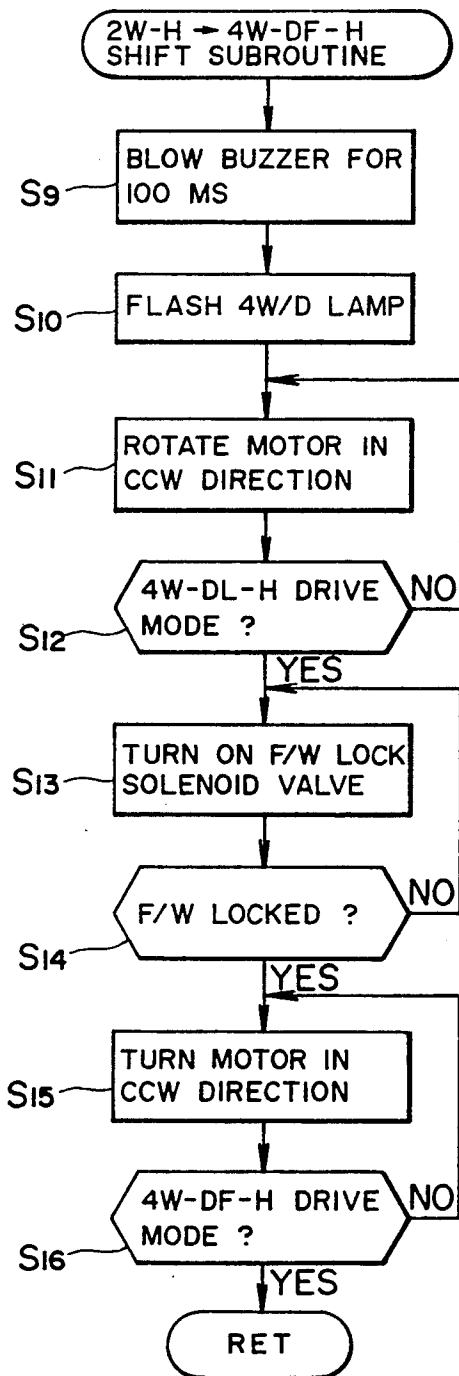 2W-H → 4W-DF-H
SHIFT SUBROUTINE
S9
BLOW BUZZER FOR
100 MS
S10
FLASH 4W/D LAMP
S11
ROTATE MOTOR IN
CCW DIRECTION
S12
4W-DL-H DRIVE
MODE ?
NO
YES
S13
TURN ON F/W LOCK
SOLENOID VALVE
S14
F/W LOCKED ?
NO
YES
S15
TURN MOTOR IN
CCW DIRECTION
S16
4W-DF-H DRIVE
MODE ?
NO
YES
RET